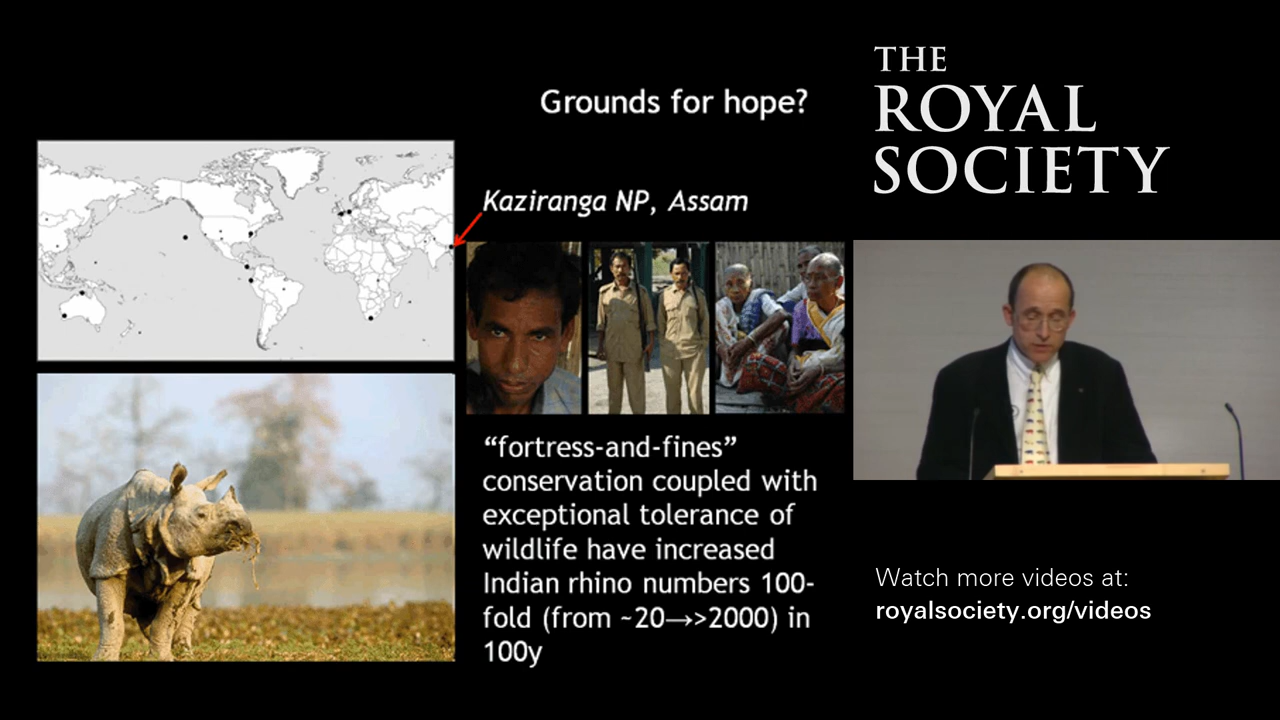 Grounds for hope?
Kaziranga NP, Assam
“fortress-and-fines”
conservation coupled with
exceptional tolerance of
wildlife have increased
Indian rhino numbers 100-
fold (from ~20→>2000) in
100y
THE
ROYAL
SOCIETY
Watch more videos at:
royalsociety.org/videos